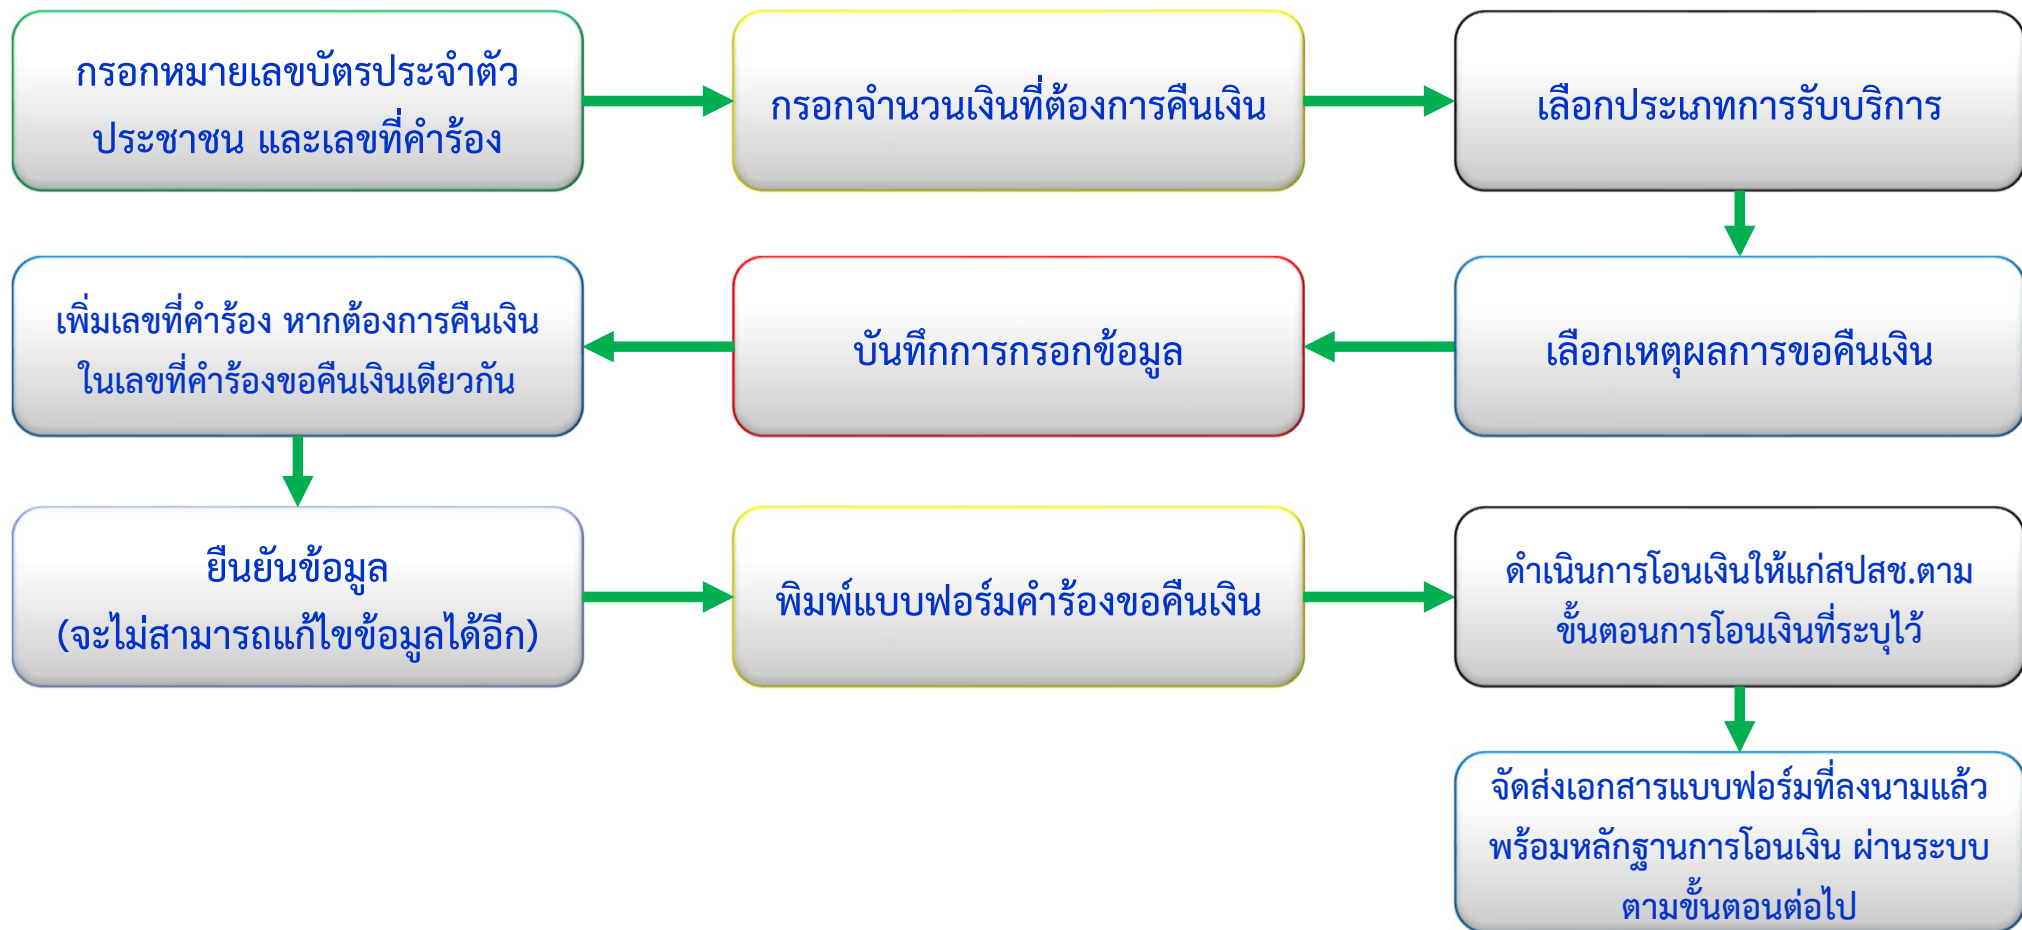 กรอกหมายเลขบัตรประจำตัว
ประชาชน และเลขที่คำร้อง
กรอกจำนวนเงินที่ต้องการคืนเงิน
เลือกประเภทการรับบริการ
เลือกเหตุผลการขอคืนเงิน
บันทึกการกรอกข้อมูล
เพิ่มเลขที่คำร้อง หากต้องการคืนเงิน
ในเลขที่คำร้องขอคืนเงินเดียวกัน
ยืนยันข้อมูล
(จะไม่สามารถแก้ไขข้อมูลได้อีก)
พิมพ์แบบฟอร์มคำร้องขอคืนเงิน
ดำเนินการโอนเงินให้แก่สปสช.ตาม
ขั้นตอนการโอนเงินที่ระบุไว้
จัดส่งเอกสารแบบฟอร์มที่ลงนามแล้ว
พร้อมหลักฐานการโอนเงิน ผ่านระบบ
ตามขั้นตอนต่อไป